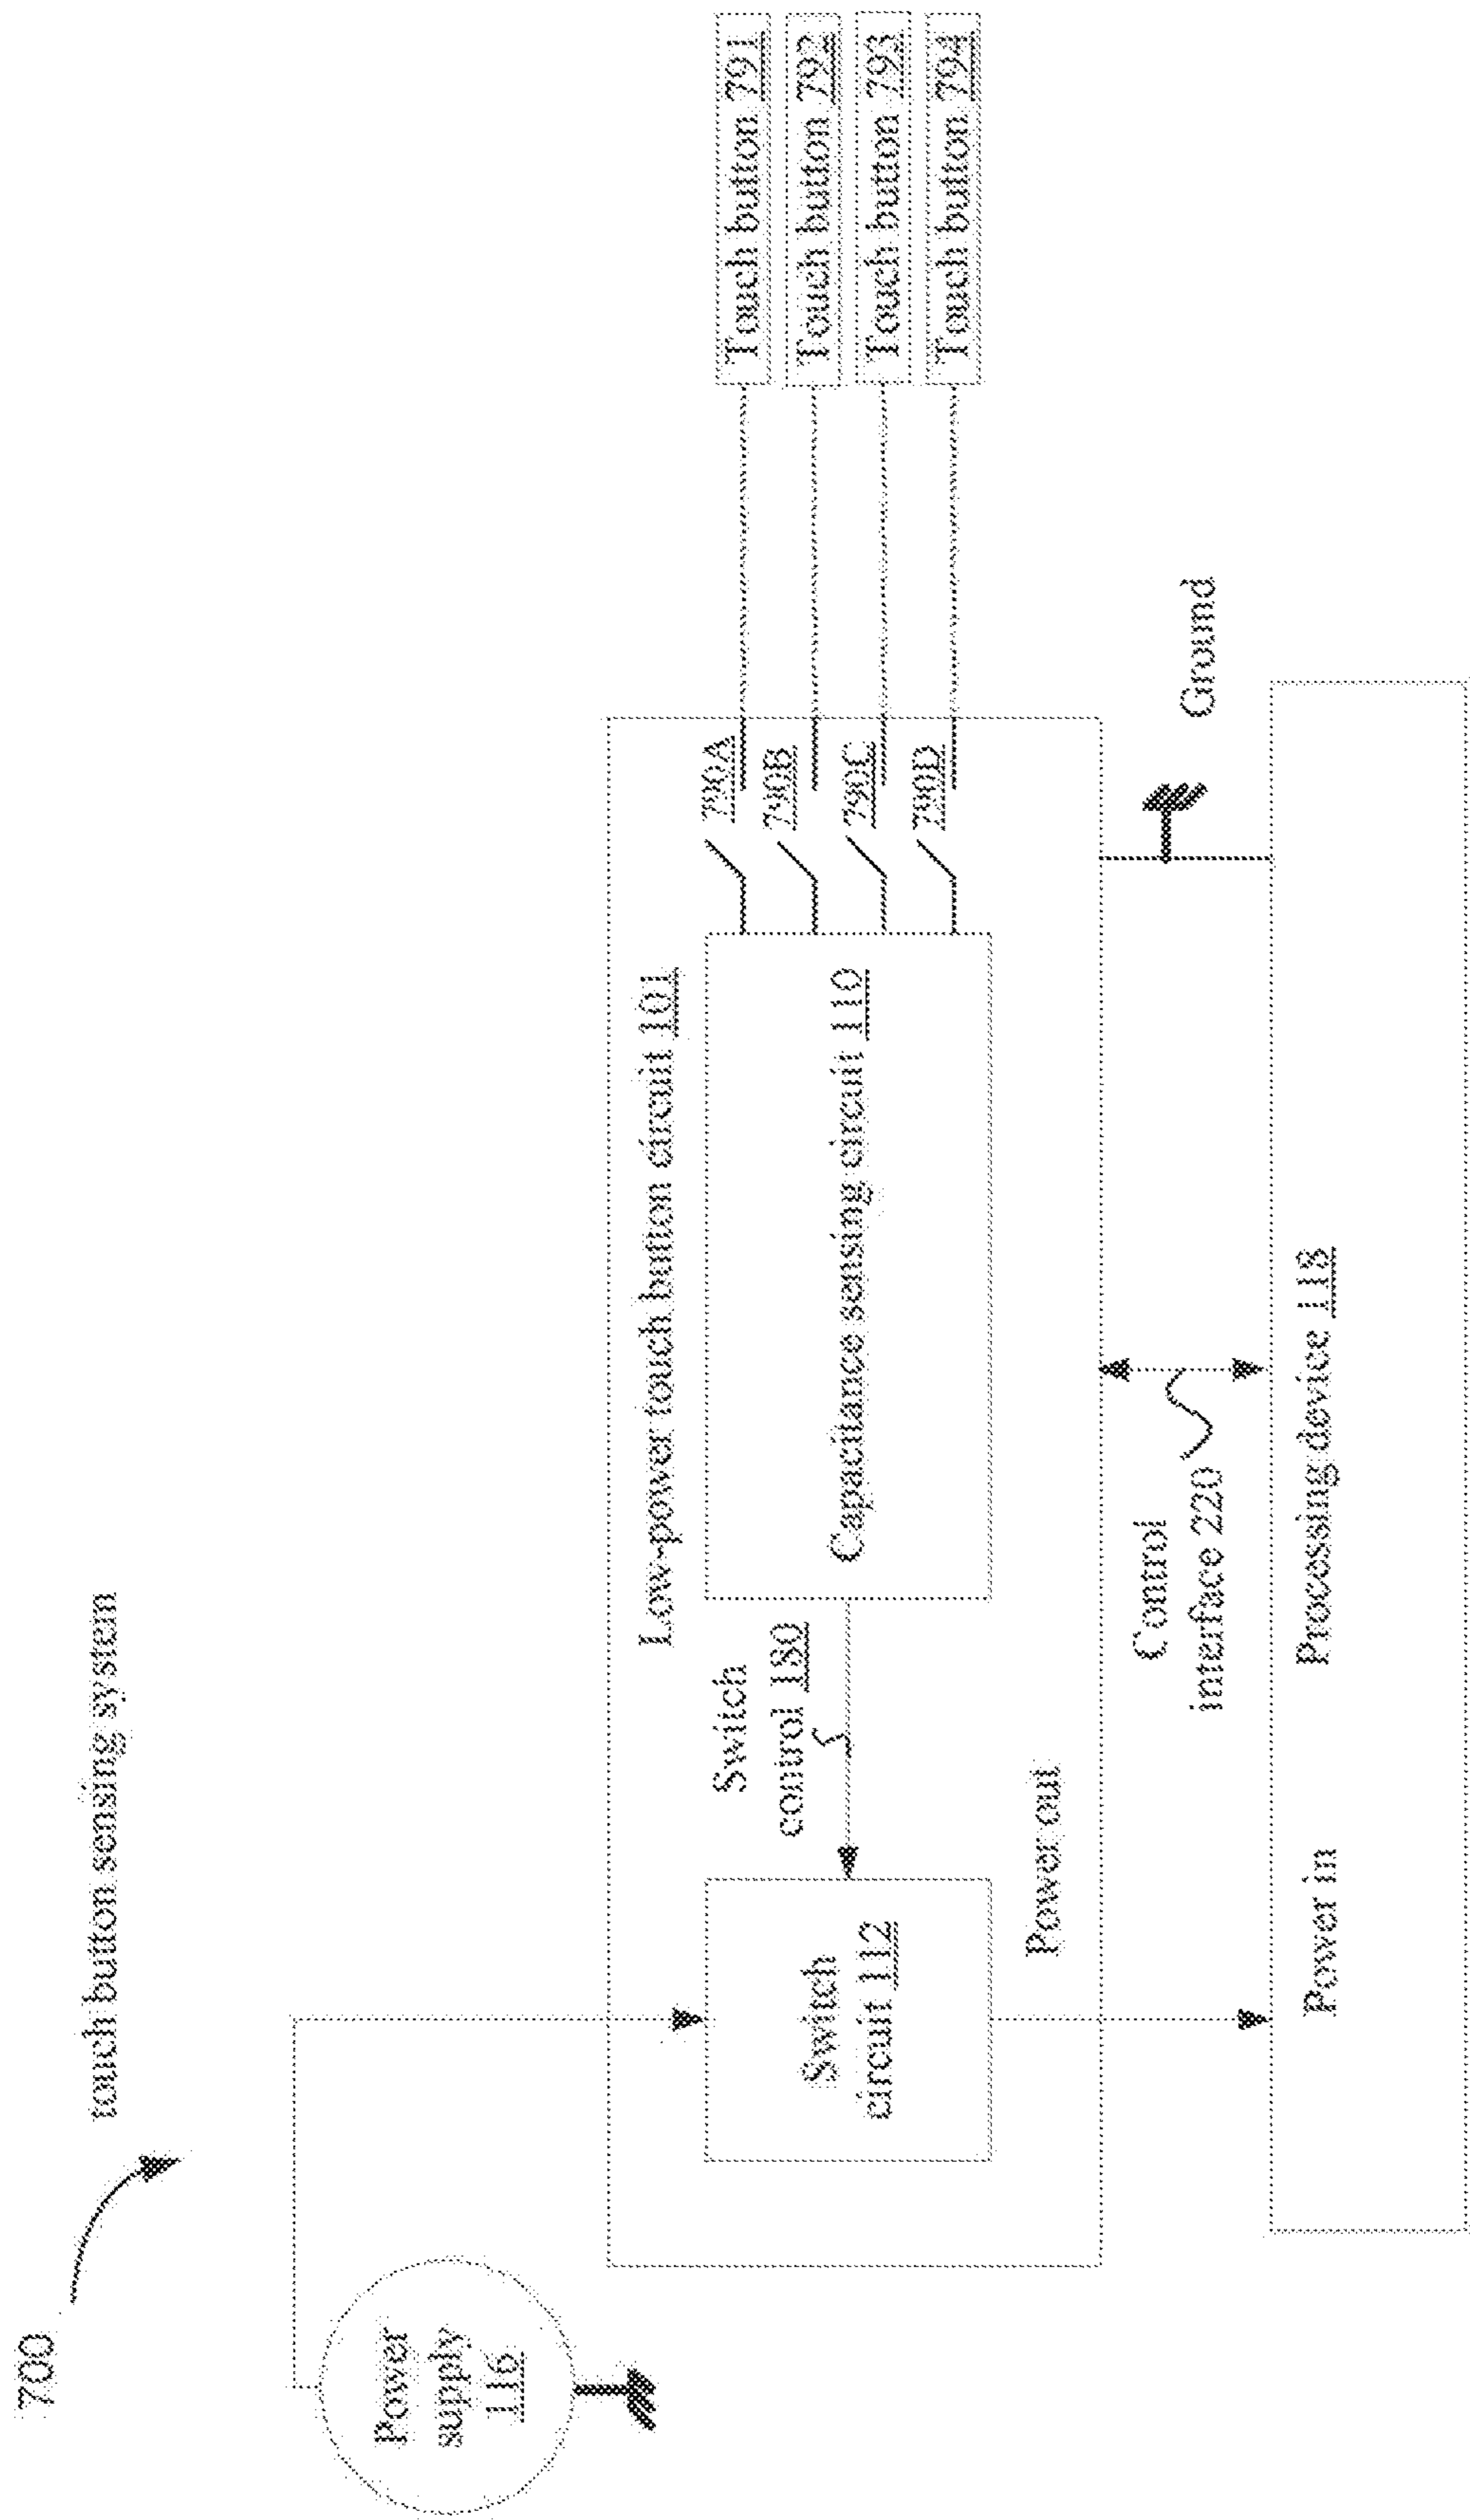 700
touch button sensing system
Power
supply
116
Low-power touch button circuit 101
Switch
circuit 112
Switch
control 180
Capacitance sensing circuit 110
790A
790B
790C
790D
Touch button 791
Touch button 792
Touch button 793
Touch button 794
Power out
Control
interface 220
Ground
Power in
Processing device 118